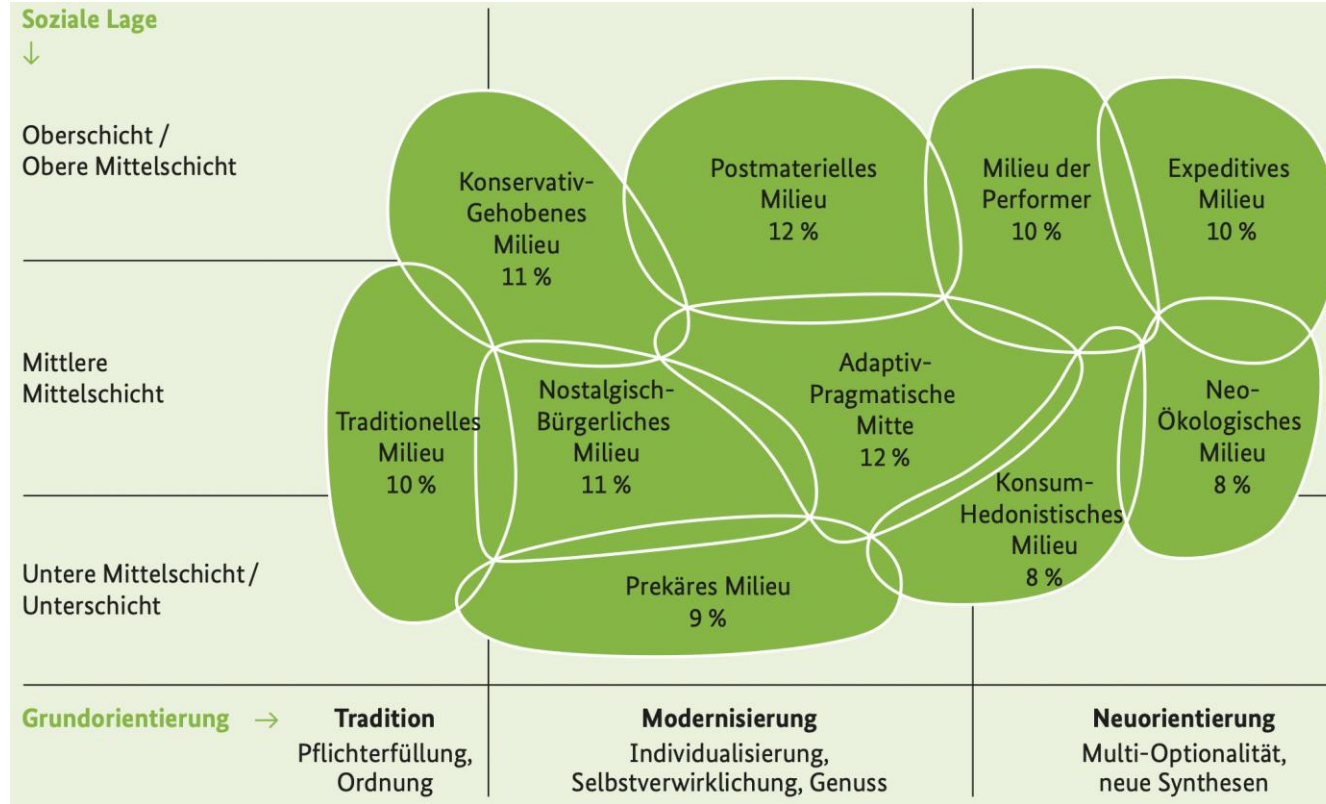 Soziale Lage
↓
Oberschicht /
Obere Mittelschicht
Mittlere
Mittelschicht
Untere Mittelschicht /
Unterschicht
Konservativ-
Gehobenes
Milieu
11 %
Postmaterielles
Milieu
12 %
Milieu der
Performer
10 %
Expeditives
Milieu
10 %
Traditionelles
Milieu
10 %
Nostalgisch-
Bürgerliches
Milieu
11 %
Adaptiv-
Pragmatische
Mitte
12 %
Konsum-
Hedonistisches
Milieu
8 %
Neo-
Ökologisches
Milieu
8 %
Prekäres Milieu
9 %
Grundorientierung →
Tradition
Pflichterfüllung,
Ordnung
Modernisierung
Individualisierung,
Selbstverwirklichung, Genuss
Neuorientierung
Multi-Optionalität,
neue Synthesen